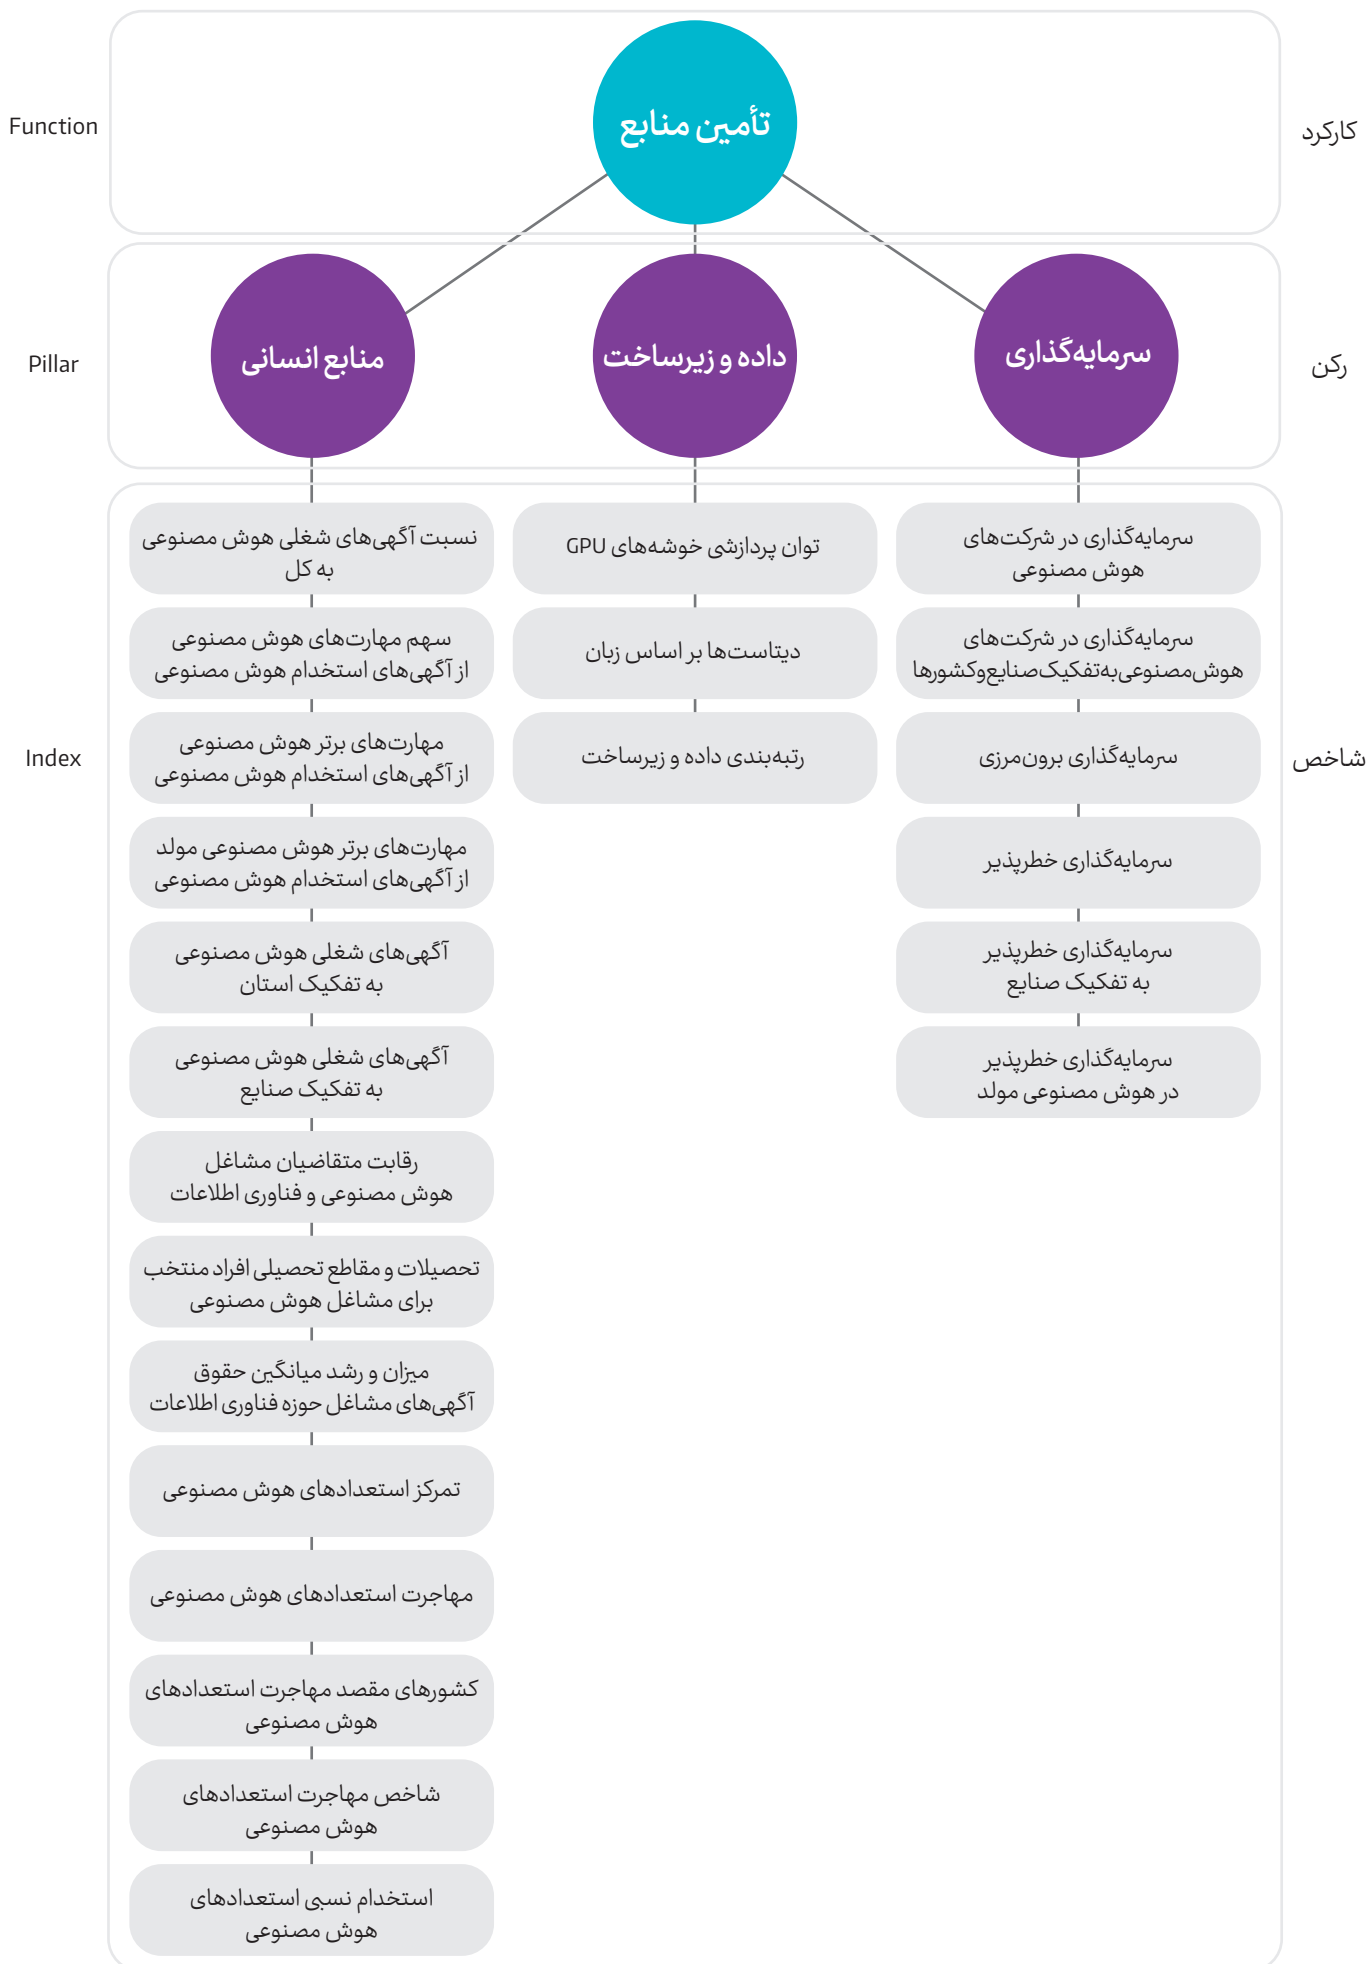 کارکرد
تأمین منابع
Function
رکن
سرمایه‌گذاری
داده و زیرساخت
منابع انسانی
Pillar
شاخص
Index
سرمایه‌گذاری در شرکت‌های
هوش مصنوعی
سرمایه‌گذاری در شرکت‌های
هوش‌مصنوعی‌به‌تفکیک‌صنایع‌و‌کشورها
سرمایه‌گذاری برون‌مرزی
سرمایه‌گذاری خطرپذیر
سرمایه‌گذاری خطرپذیر
به تفکیک صنایع
سرمایه‌گذاری خطرپذیر
در هوش مصنوعی مولد
توان پردازشی خوشه‌های GPU
دیتاست‌ها بر اساس زبان
رتبه‌بندی داده و زیرساخت
نسبت آگهی‌های شغلی هوش مصنوعی
به کل
سهم مهارت‌های هوش مصنوعی
از آگهی‌های استخدام هوش مصنوعی
مهارت‌های برتر هوش مصنوعی
از آگهی‌های استخدام هوش مصنوعی
مهارت‌های برتر هوش مصنوعی مولد
از آگهی‌های استخدام هوش مصنوعی
آگهی‌های شغلی هوش مصنوعی
به تفکیک استان
آگهی‌های شغلی هوش مصنوعی
به تفکیک صنایع
رقابت متقاضیان مشاغل
هوش مصنوعی و فناوری اطلاعات
تحصیلات و مقاطع تحصیلی افراد منتخب
برای مشاغل هوش مصنوعی
میزان و رشد میانگین حقوق
آگهی‌های مشاغل حوزه فناوری اطلاعات
تمرکز استعدادهای هوش مصنوعی
مهاجرت استعدادهای هوش مصنوعی
کشورهای مقصد مهاجرت استعدادهای
هوش مصنوعی
شاخص مهاجرت استعدادهای
هوش مصنوعی
استخدام نسبی استعدادهای
هوش مصنوعی